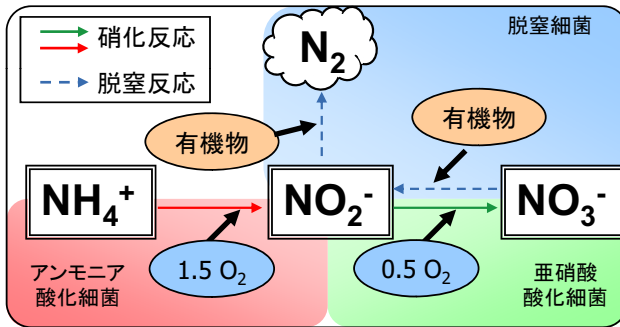 硝化反応
脱窒反応
脱窒細菌
N₂
有機物
有機物
NH₄⁺
NO₂⁻
NO₃⁻
1.5 O₂
0.5 O₂
アンモニア
酸化細菌
亜硝酸
酸化細菌